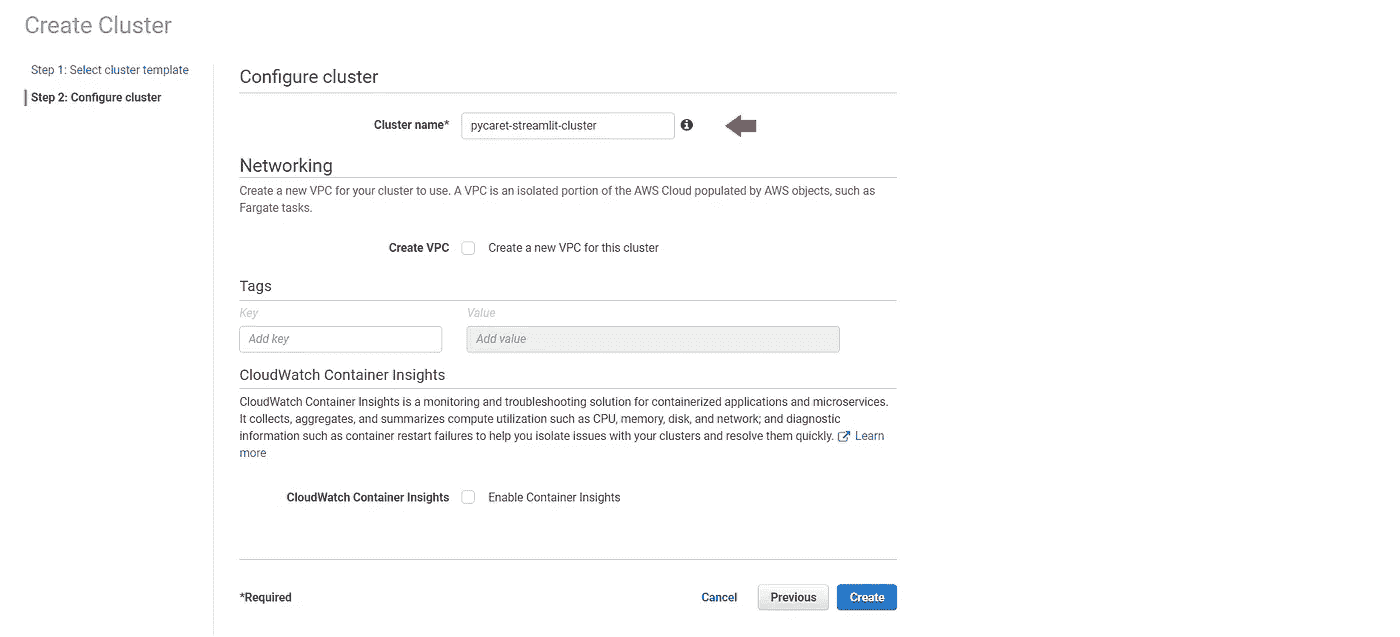 Create Cluster
Step 1: Select cluster template
Step 2: Configure cluster
Configure cluster
Cluster name* pycaret-streamlit-cluster
Networking
Create a new VPC for your cluster to use. A VPC is an isolated portion of the AWS Cloud populated by AWS objects, such as
Fargate tasks.
Create VPC Create a new VPC for this cluster
Tags
Key Value
Add key Add value
CloudWatch Container Insights
CloudWatch Container Insights is a monitoring and troubleshooting solution for containerized applications and microservices.
It collects, aggregates, and summarizes compute utilization such as CPU, memory, disk, and network; and diagnostic
information such as container restart failures to help you isolate issues with your clusters and resolve them quickly. Learn
more
CloudWatch Container Insights Enable Container Insights
*Required Cancel Previous Create